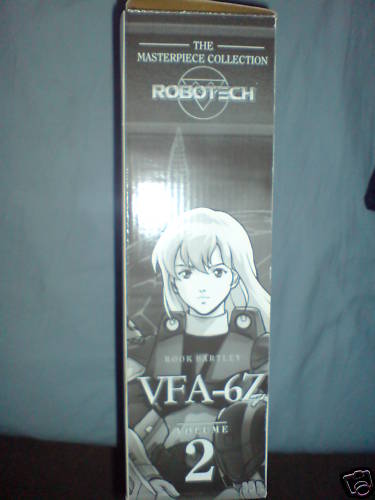 THE
MASTERPIECE COLLECTION
ROBOTECH
ROOK BARTLEY
VFA-6Z
VOLUME
2